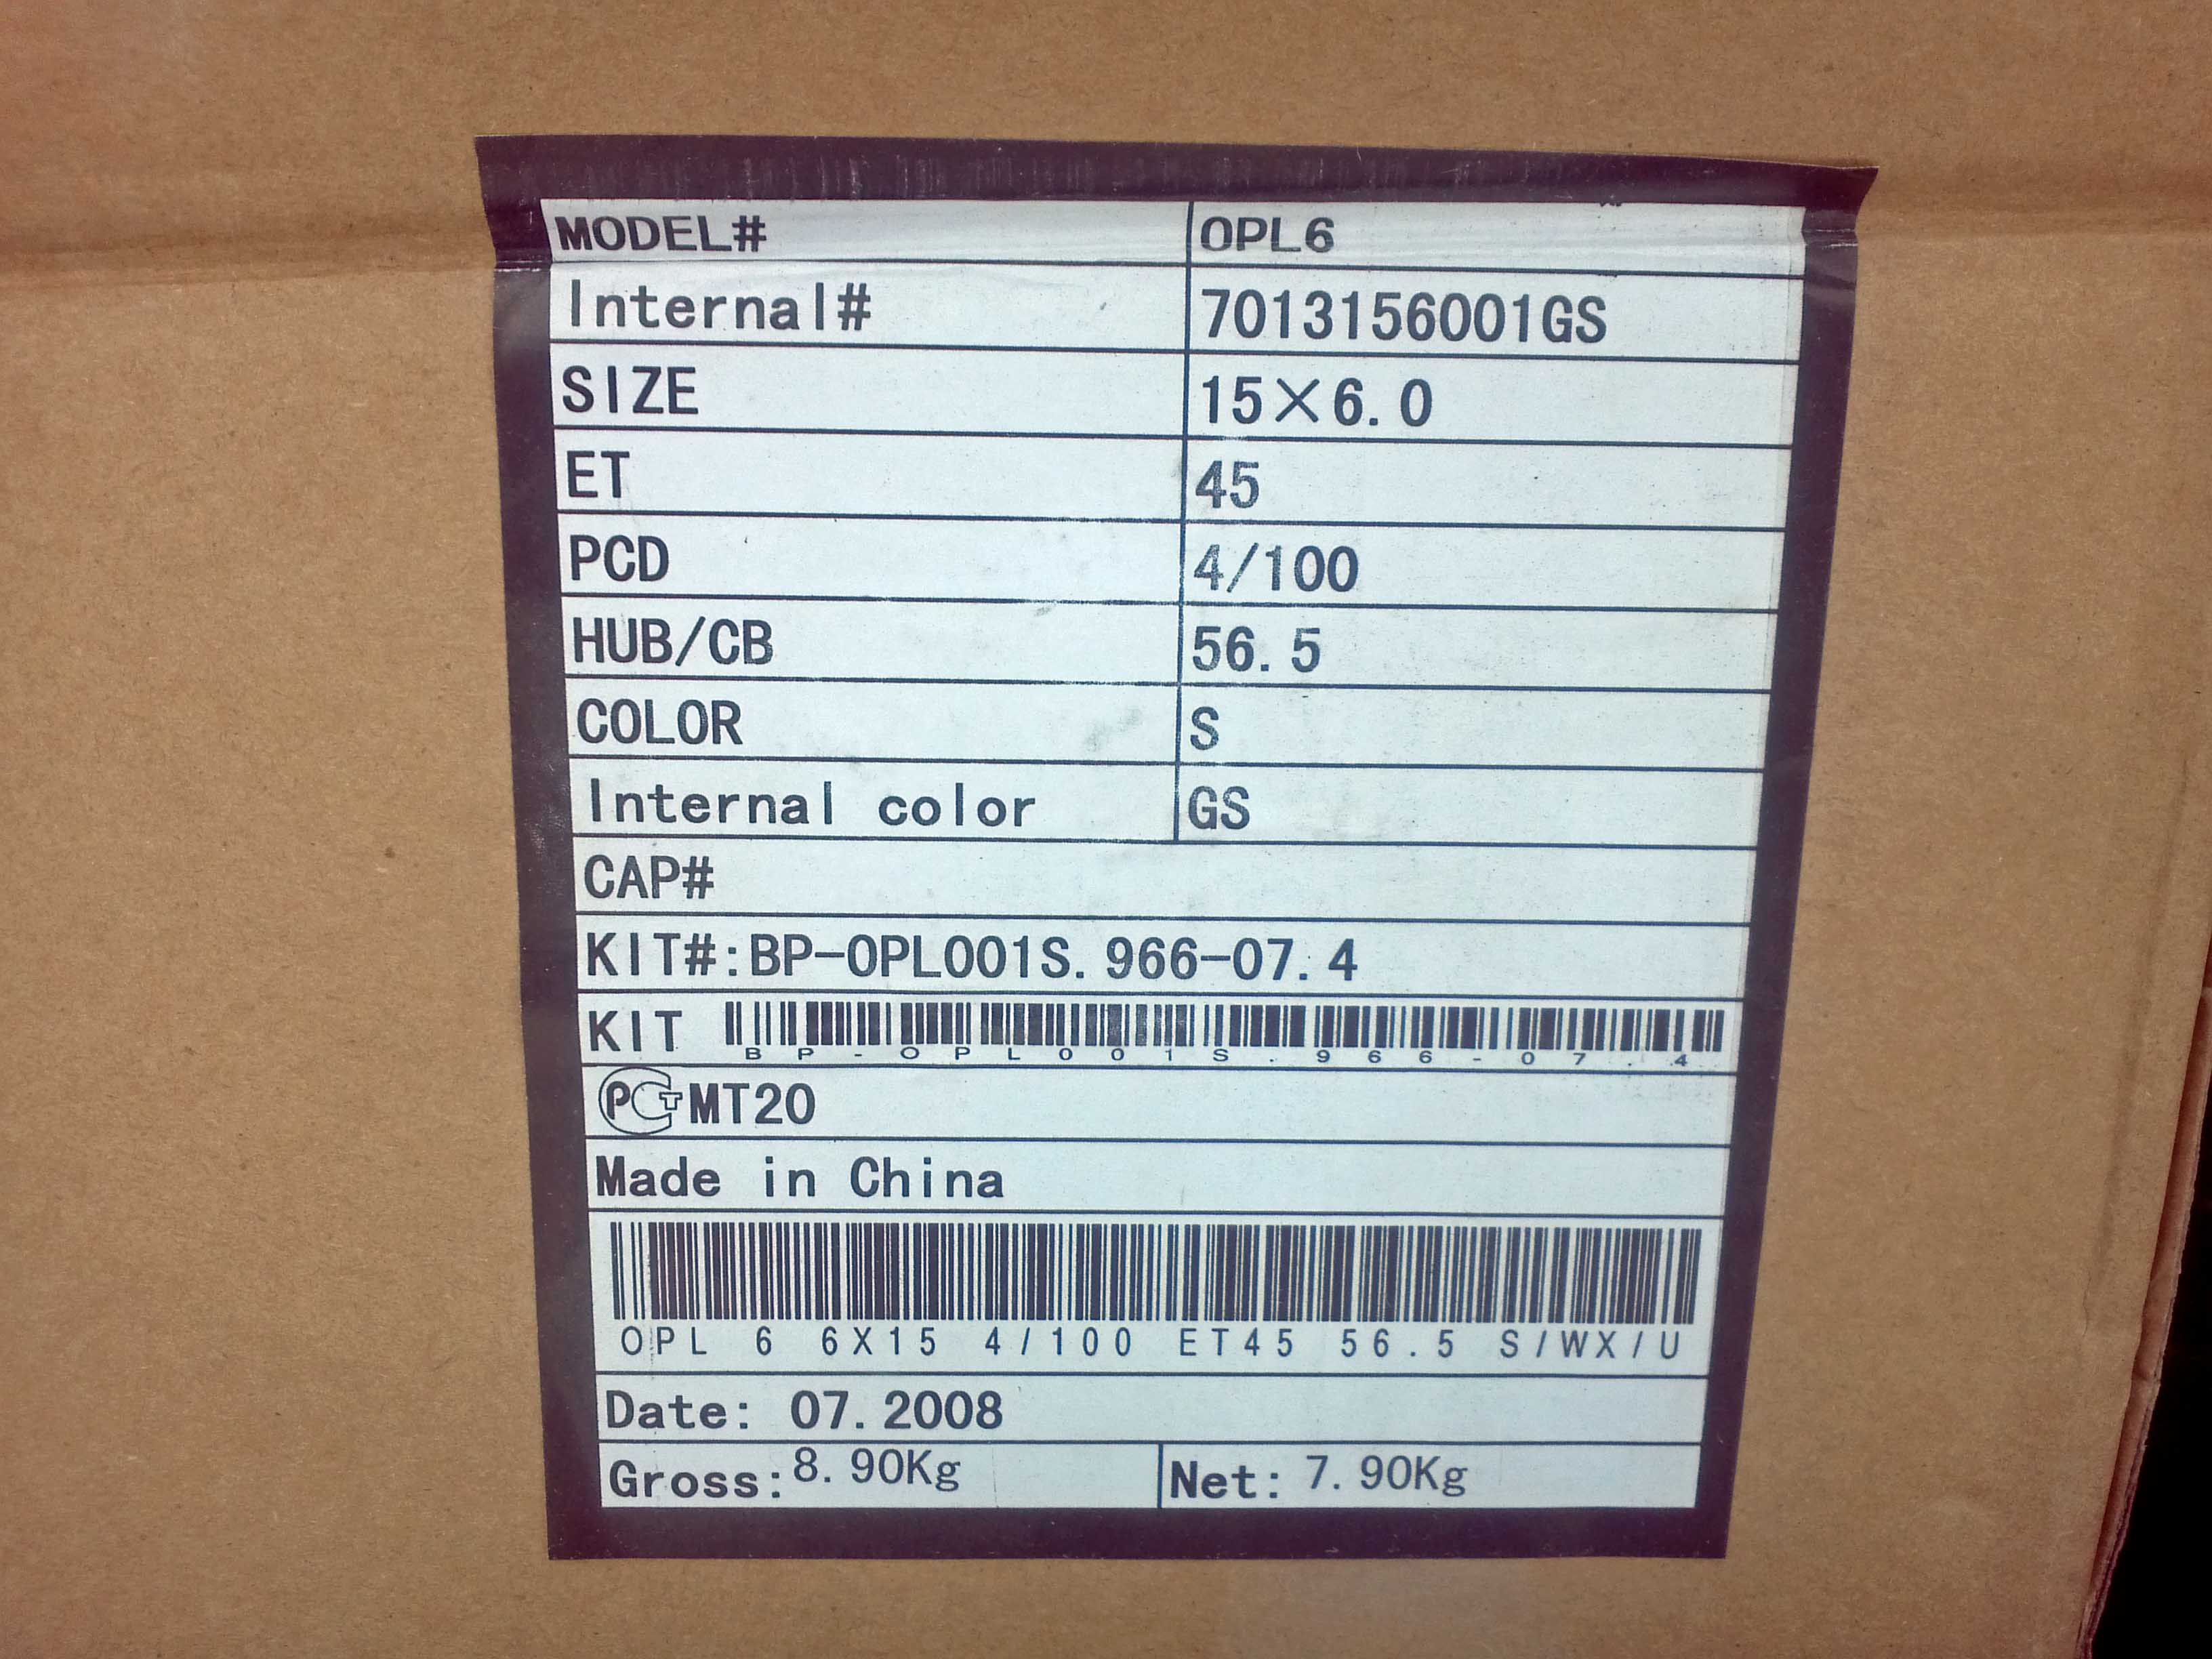 MODEL# OPL6
Internal# 7013156001GS
SIZE 15×6.0
ET 45
PCD 4/100
HUB/CB 56.5
COLOR S
Internal color GS
CAP#
KIT#:BP-OPL001S.966-07.4
KIT
BP-OPL001S.966-07.4
PCT MT20
Made in China
OPL 6 6X15 4/100 ET45 56.5 S/WX/U
Date: 07.2008
Gross: 8.90Kg Net: 7.90Kg